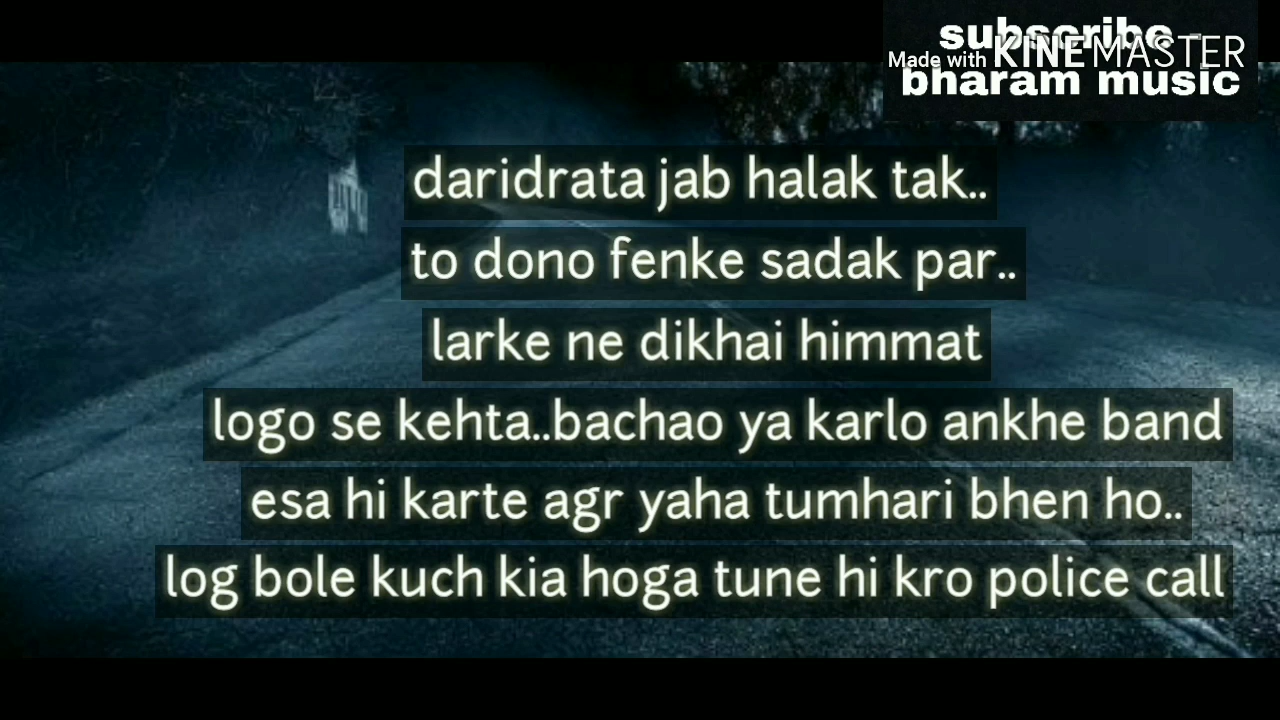 subscribe -
Made with KINEMASTER
bharam music
daridrata jab halak tak..
to dono fenke sadak par..
larke ne dikhai himmat
logo se kehta..bachao ya karlo ankhe band
esa hi karte agr yaha tumhari bhen ho..
log bole kuch kia hoga tune hi kro police call